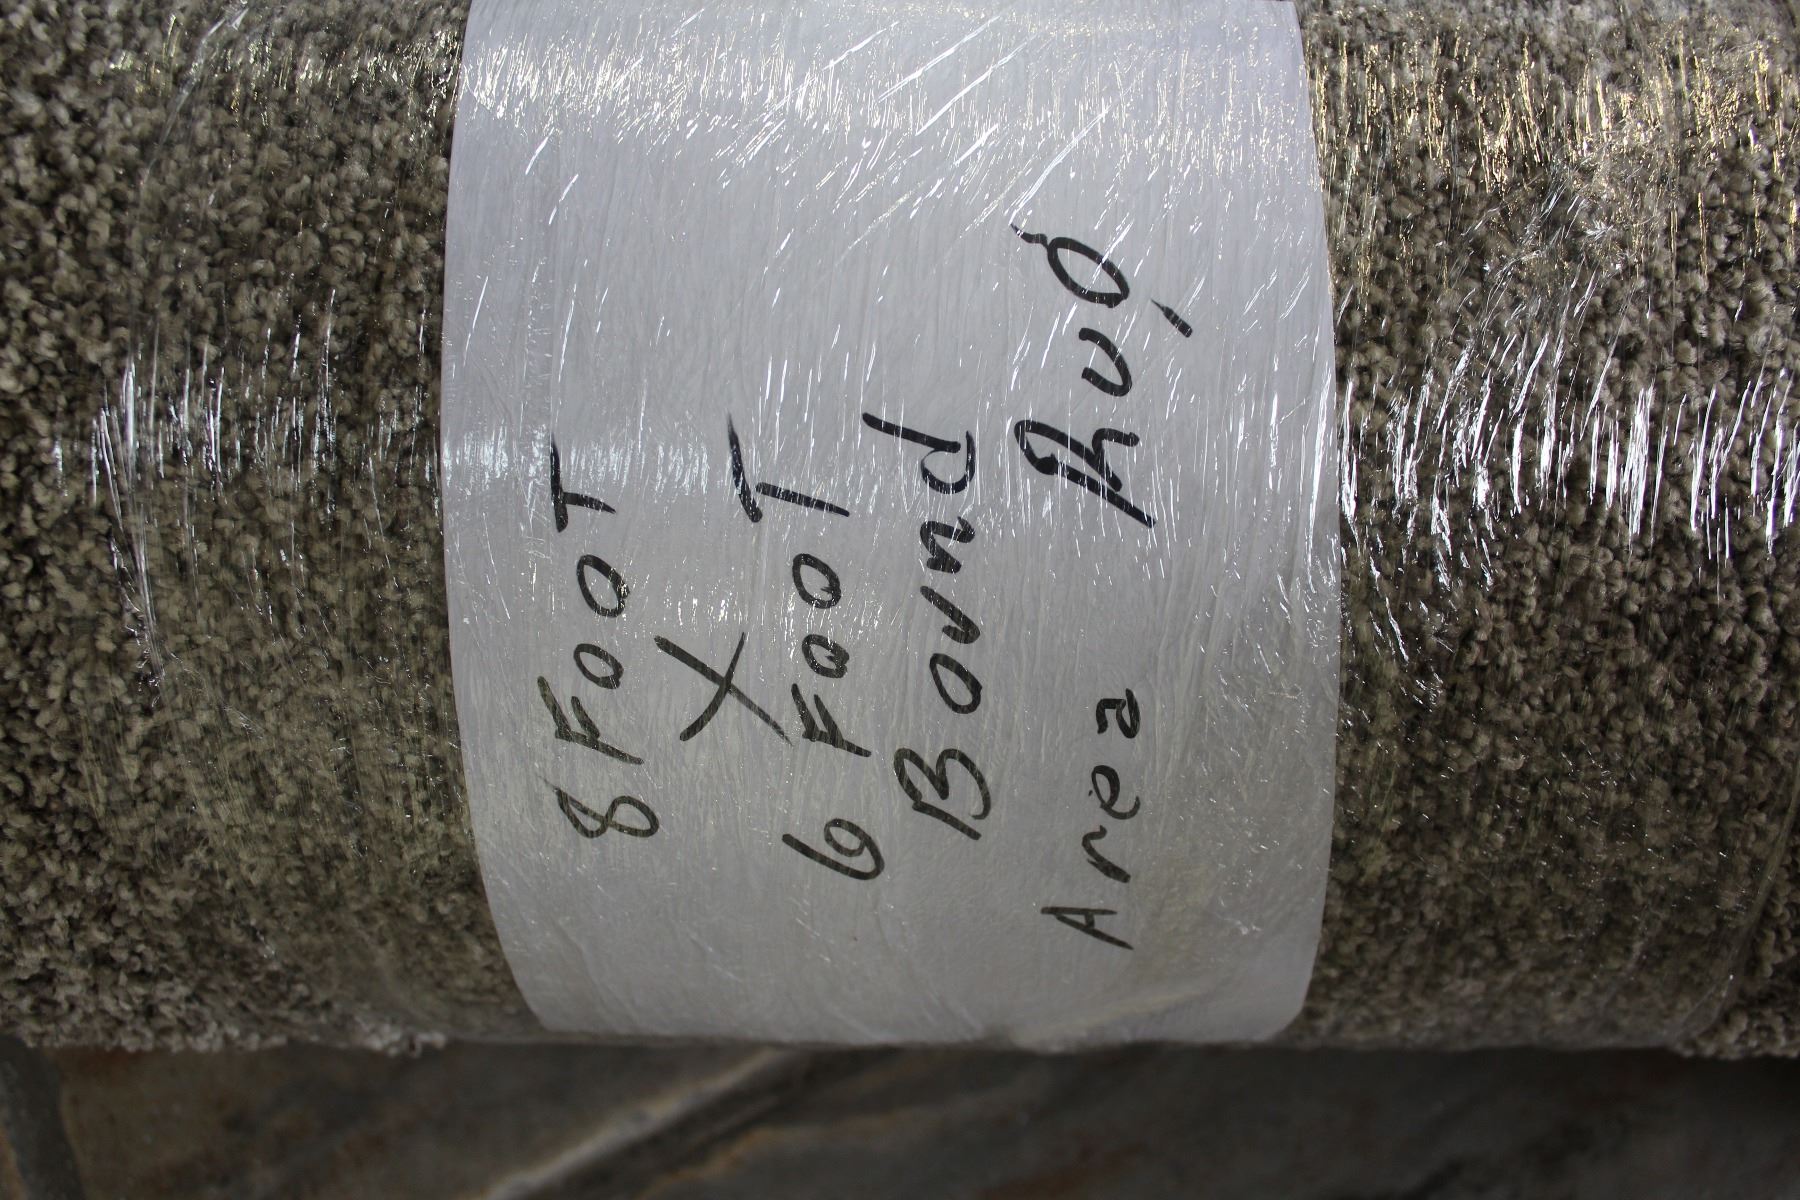 8 FOOT
X
6 FOOT
Bound
Area Rug